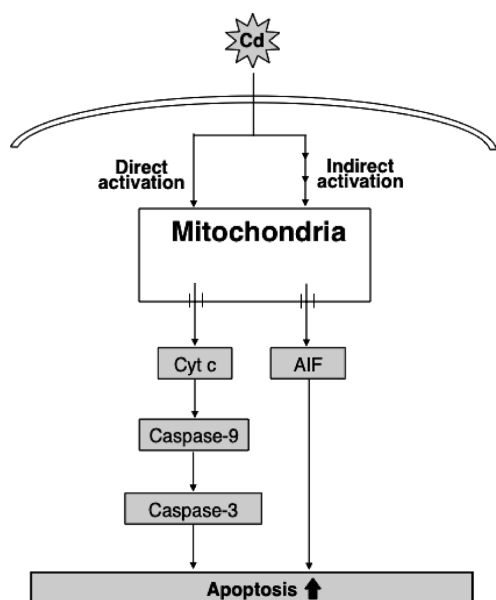 Cd
Direct
activation
Indirect
activation
Mitochondria
Cyt c
AIF
Caspase-9
Caspase-3
Apoptosis